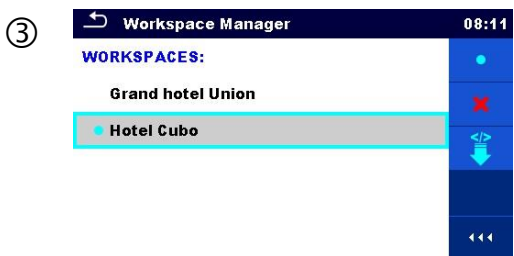 ③
Workspace Manager 08:11
WORKSPACES:
Grand hotel Union
Hotel Cubo
</>